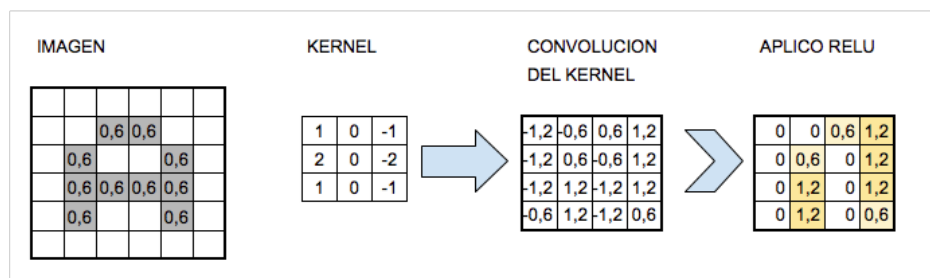 IMAGEN
KERNEL
CONVOLUCION
DEL KERNEL
APLICO RELU
0,6 0,6
0,6 0,6
0,6 0,6 0,6 0,6
0,6 0,6
1 0 -1
2 0 -2
1 0 -1
-1,2 -0,6 0,6 1,2
-1,2 0,6 -0,6 1,2
-1,2 1,2 -1,2 1,2
-0,6 1,2 -1,2 0,6
0 0 0,6 1,2
0 0,6 0 1,2
0 1,2 0 1,2
0 1,2 0 0,6